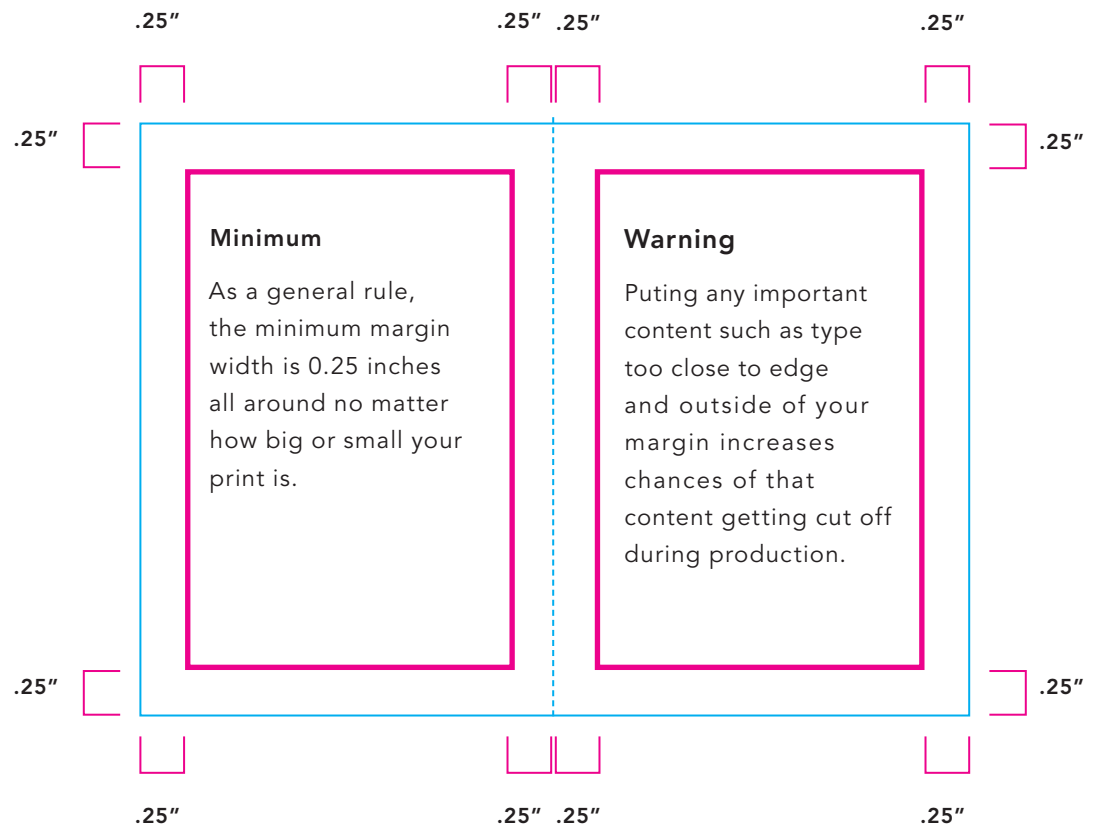 .25" .25" .25" .25"
.25" .25"
Minimum
As a general rule,
the minimum margin
width is 0.25 inches
all around no matter
how big or small your
print is.
Warning
Puting any important
content such as type
too close to edge
and outside of your
margin increases
chances of that
content getting cut off
during production.
.25" .25"
.25" .25" .25" .25"